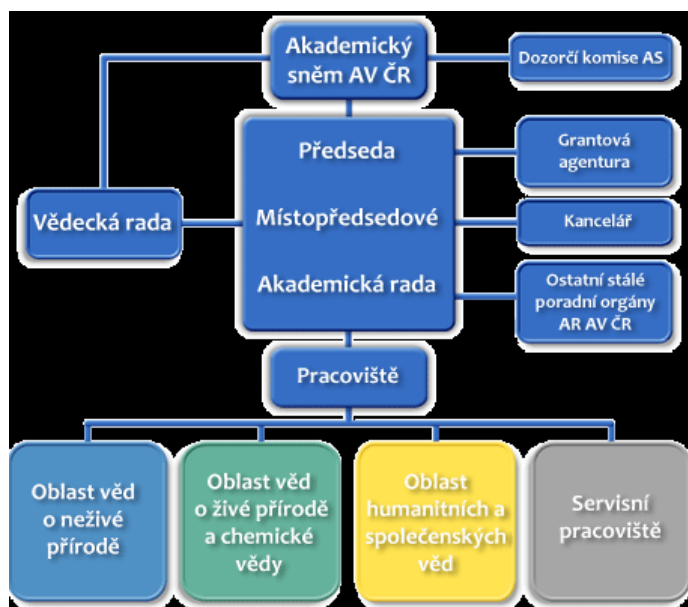 Akademický
sněm AV ČR
Dozorčí komise AS
Předseda
Grantová
agentura
Vědecká rada
Místopředsedové
Kancelář
Akademická rada
Ostatní stálé
poradní orgány
AR AV ČR
Pracoviště
Oblast věd
o neživé
přírodě
Oblast věd
o živé přírodě
a chemické
vědy
Oblast
humanitních a
společenských
věd
Servisní
pracoviště